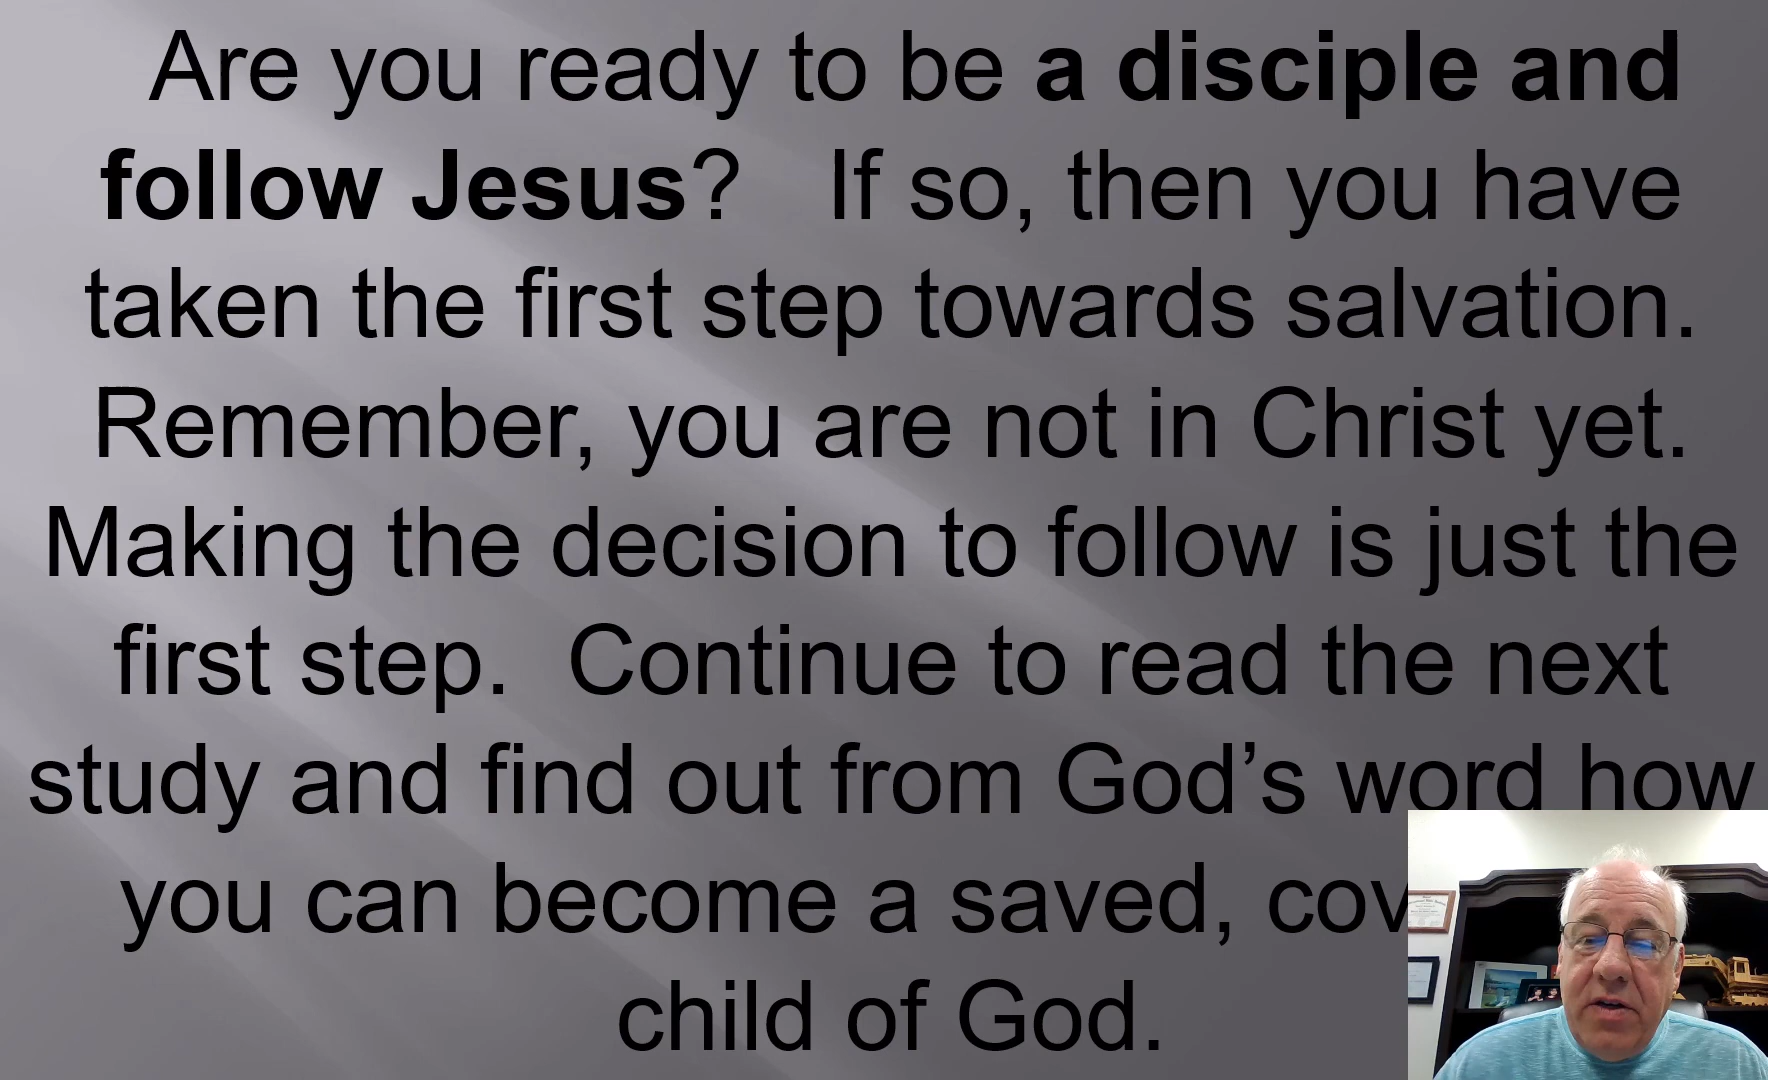 Are you ready to be a disciple and
follow Jesus? If so, then you have
taken the first step towards salvation.
Remember, you are not in Christ yet.
Making the decision to follow is just the
first step. Continue to read the next
study and find out from God’s word how
you can become a saved, cov
child of God.